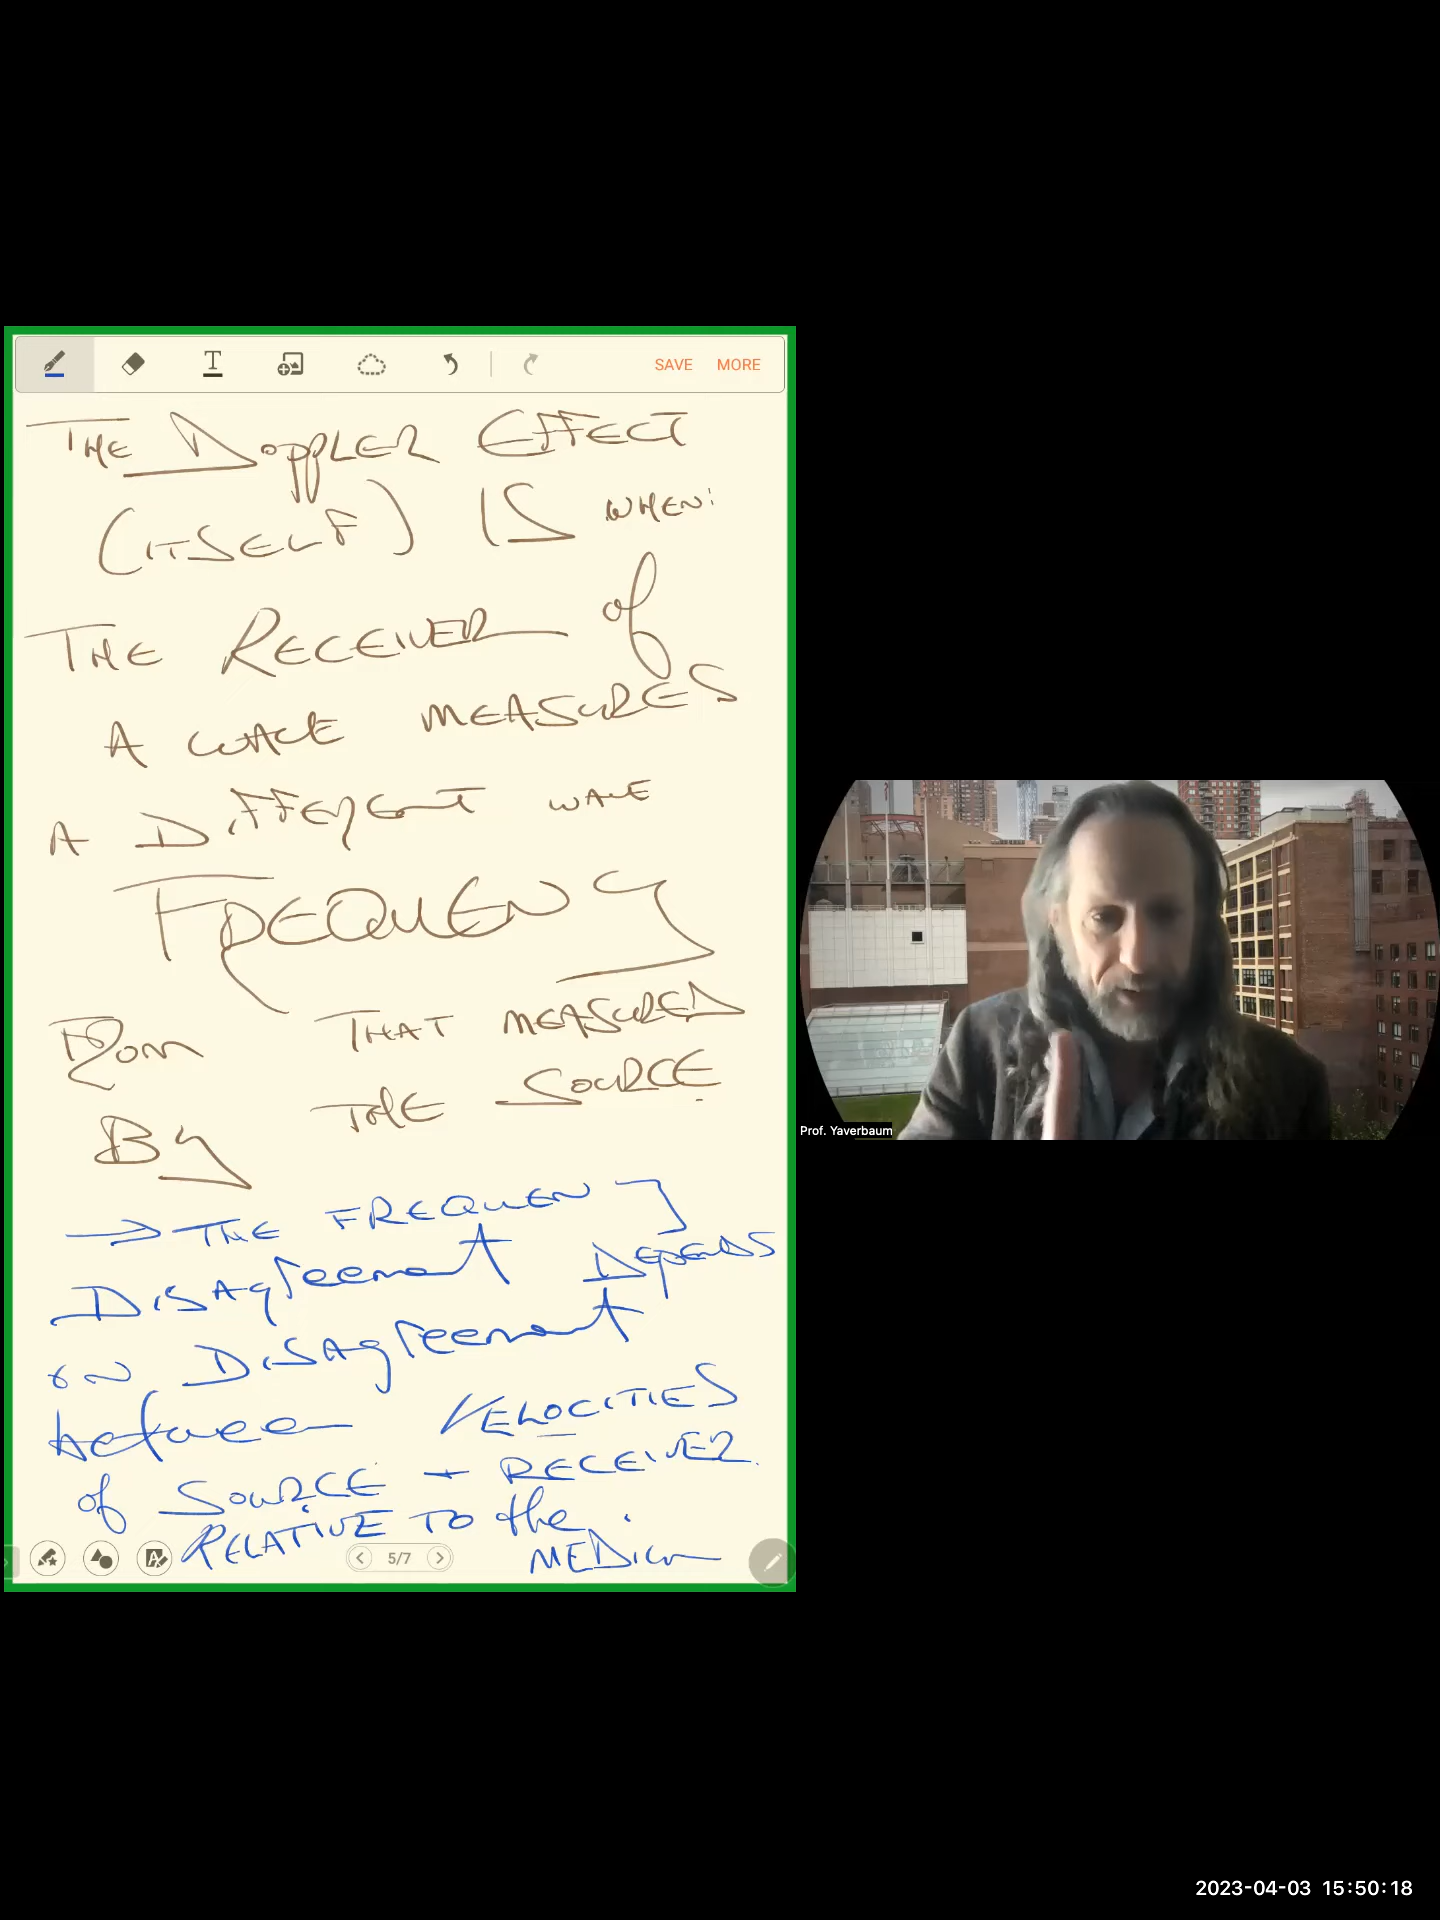 T SAVE MORE
THE DOppLER EFFECT
(ITSELF) IS WHEN:
THE RECEIVER of
A WAVE MEASURES
A DIFFERENT WAVE
FREQUENCY
FROM THAT MEASURED
By THE SOURCE
→ THE FREQUENCY
DISAgreement Depends
on DISAgreement
between VELOCITIES
of SOURCE + RECEIVER.
RELATIVE TO the
MEDIUM
5/7
Prof. Yaverbaum
2023-04-03 15:50:18